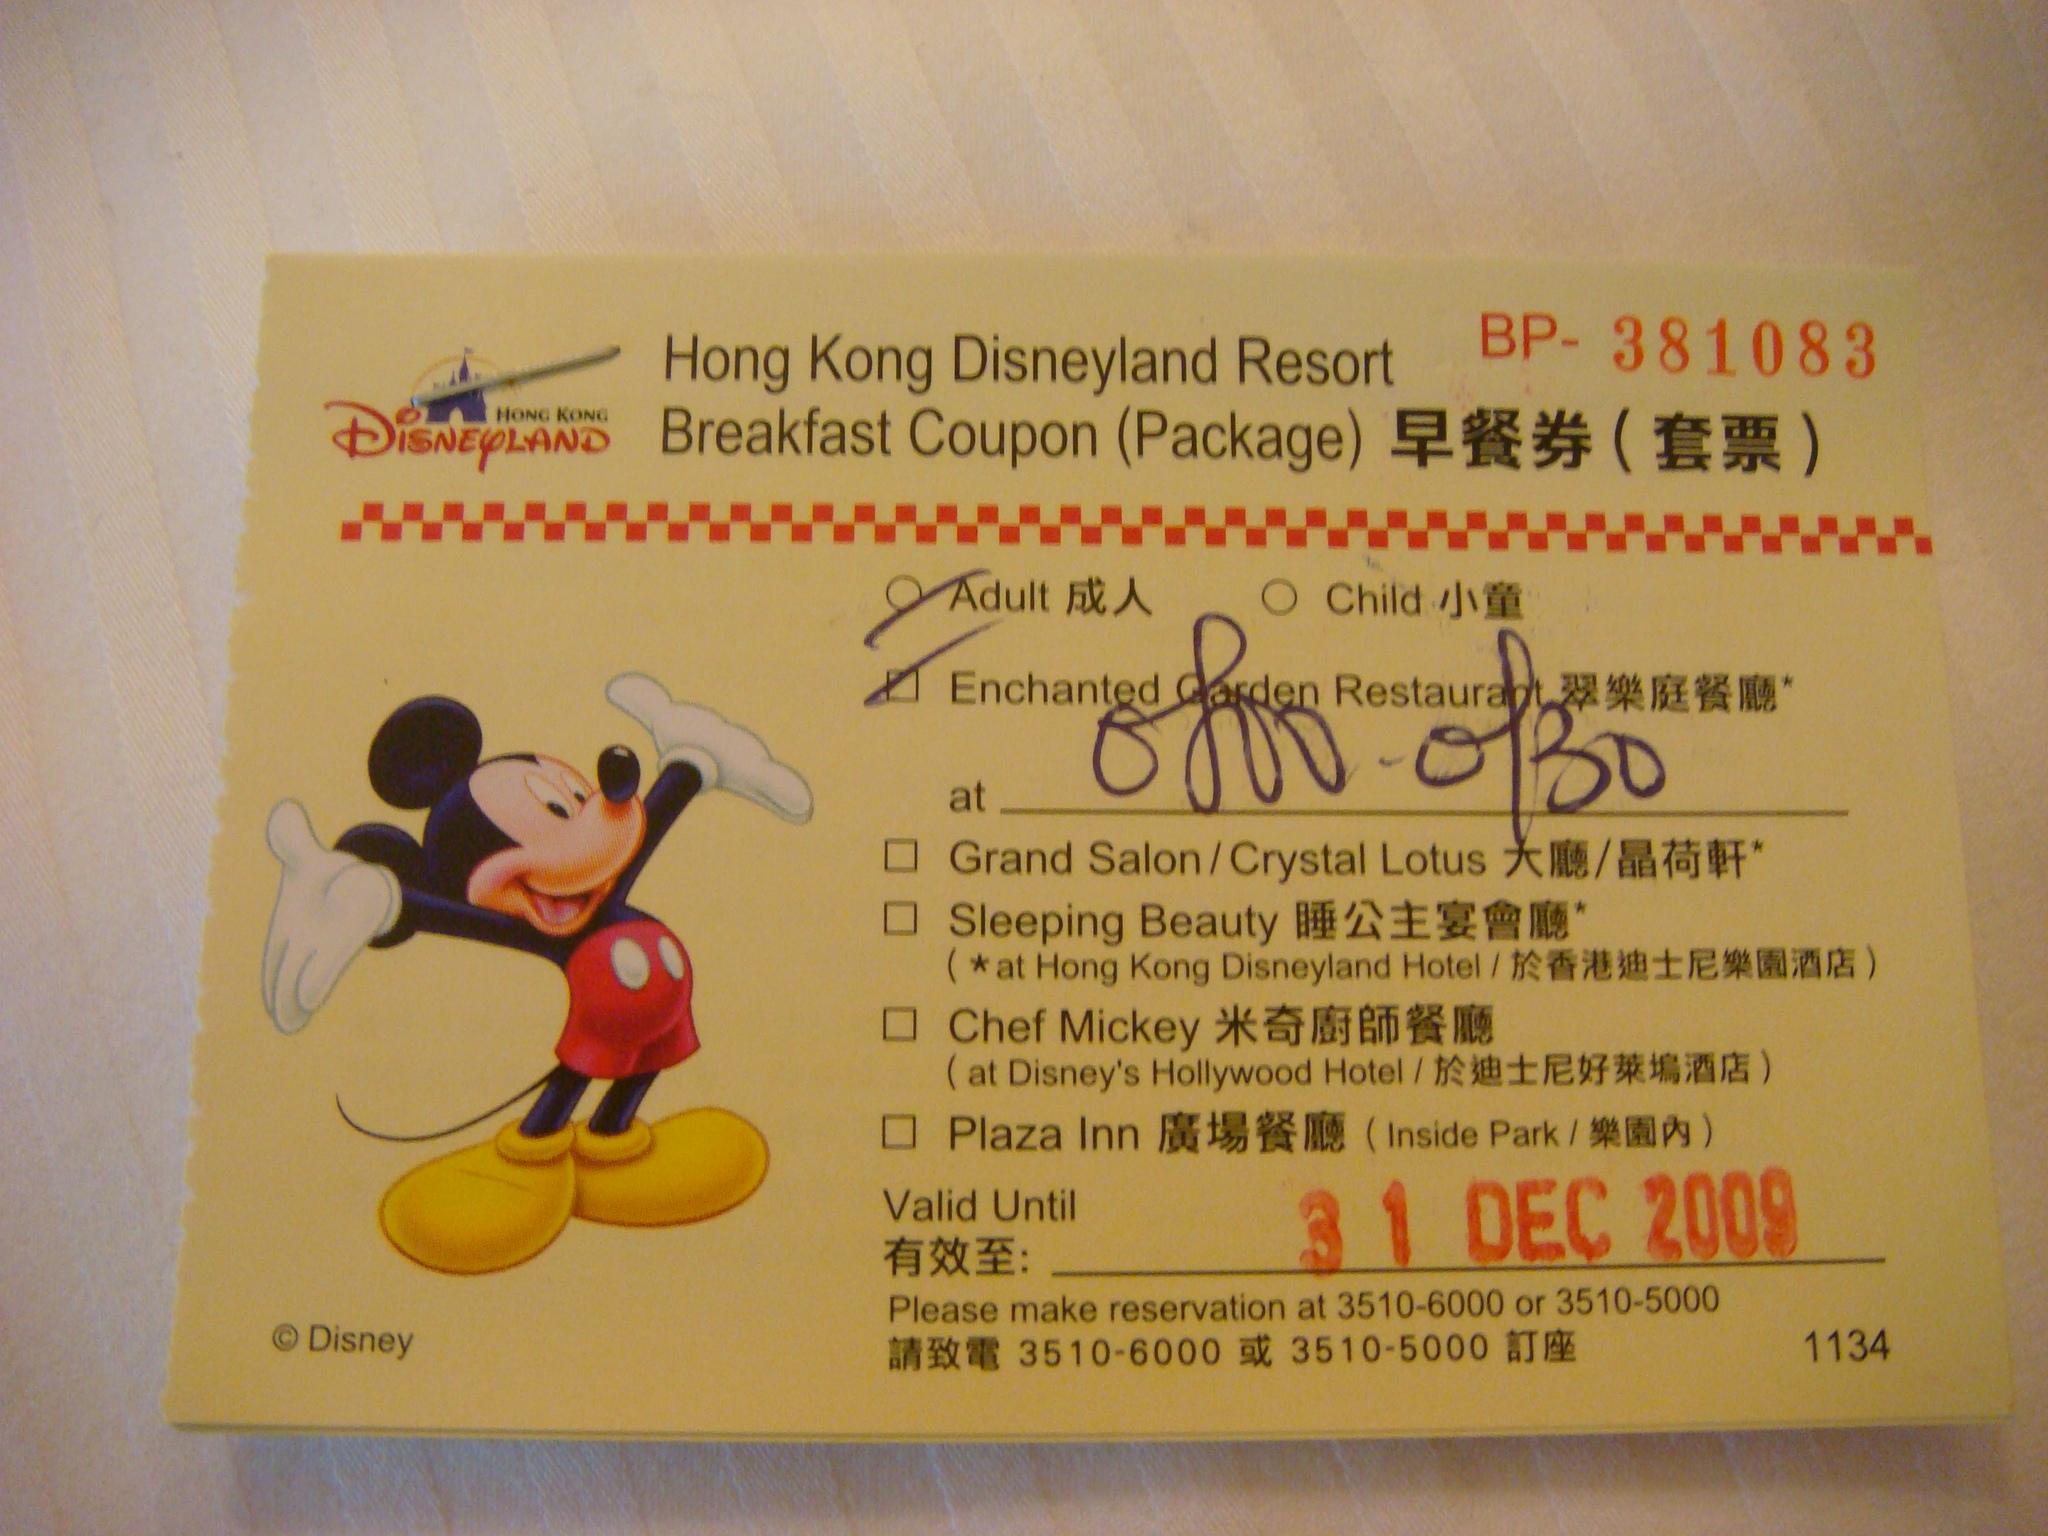 HONG KONG
DISNEYLAND
Hong Kong Disneyland Resort
BP- 381083
Breakfast Coupon (Package) 早餐券 ( 套票 )
Adult 成人 Child 小童
Enchanted Garden Restaurant 翠樂庭餐廳*
at
Grand Salon / Crystal Lotus 大廳/晶荷軒*
Sleeping Beauty 睡公主宴會廳*
( *at Hong Kong Disneyland Hotel / 於香港迪士尼樂園酒店 )
Chef Mickey 米奇廚師餐廳
( at Disney's Hollywood Hotel / 於迪士尼好萊塢酒店 )
Plaza Inn 廣場餐廳 ( Inside Park / 樂園內 )
Valid Until
有效至: 31 DEC 2009
Please make reservation at 3510-6000 or 3510-5000
請致電 3510-6000 或 3510-5000 訂座
1134
© Disney